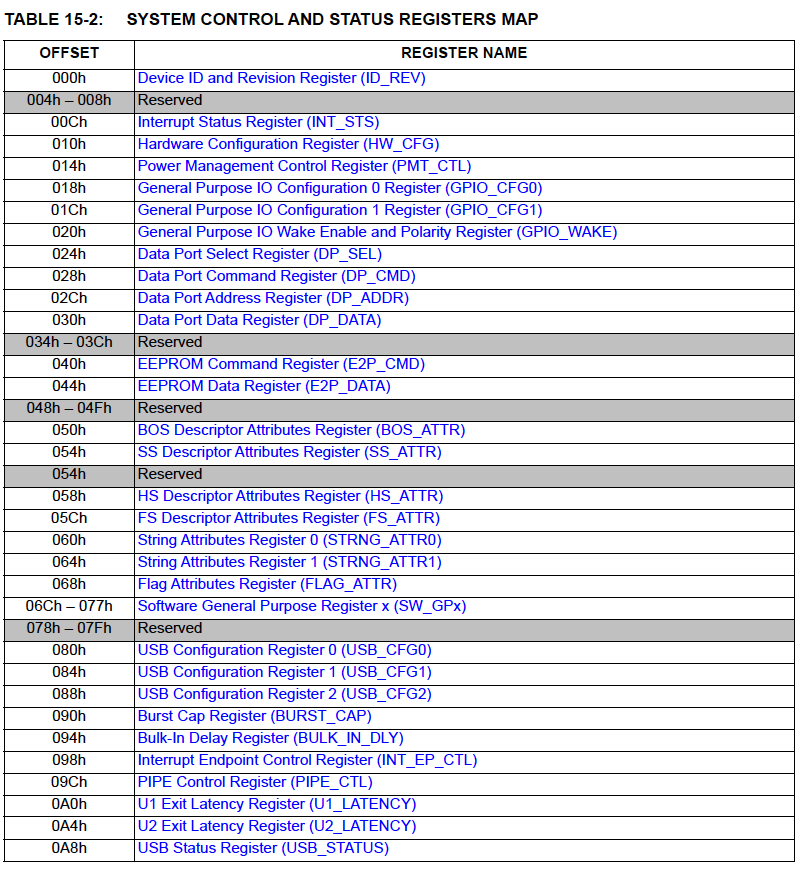 TABLE 15-2: SYSTEM CONTROL AND STATUS REGISTERS MAP
OFFSET REGISTER NAME
000h Device ID and Revision Register (ID_REV)
004h – 008h Reserved
00Ch Interrupt Status Register (INT_STS)
010h Hardware Configuration Register (HW_CFG)
014h Power Management Control Register (PMT_CTL)
018h General Purpose IO Configuration 0 Register (GPIO_CFG0)
01Ch General Purpose IO Configuration 1 Register (GPIO_CFG1)
020h General Purpose IO Wake Enable and Polarity Register (GPIO_WAKE)
024h Data Port Select Register (DP_SEL)
028h Data Port Command Register (DP_CMD)
02Ch Data Port Address Register (DP_ADDR)
030h Data Port Data Register (DP_DATA)
034h – 03Ch Reserved
040h EEPROM Command Register (E2P_CMD)
044h EEPROM Data Register (E2P_DATA)
048h – 04Fh Reserved
050h BOS Descriptor Attributes Register (BOS_ATTR)
054h SS Descriptor Attributes Register (SS_ATTR)
054h Reserved
058h HS Descriptor Attributes Register (HS_ATTR)
05Ch FS Descriptor Attributes Register (FS_ATTR)
060h String Attributes Register 0 (STRNG_ATTR0)
064h String Attributes Register 1 (STRNG_ATTR1)
068h Flag Attributes Register (FLAG_ATTR)
06Ch – 077h Software General Purpose Register x (SW_GPx)
078h – 07Fh Reserved
080h USB Configuration Register 0 (USB_CFG0)
084h USB Configuration Register 1 (USB_CFG1)
088h USB Configuration Register 2 (USB_CFG2)
090h Burst Cap Register (BURST_CAP)
094h Bulk-In Delay Register (BULK_IN_DLY)
098h Interrupt Endpoint Control Register (INT_EP_CTL)
09Ch PIPE Control Register (PIPE_CTL)
0A0h U1 Exit Latency Register (U1_LATENCY)
0A4h U2 Exit Latency Register (U2_LATENCY)
0A8h USB Status Register (USB_STATUS)